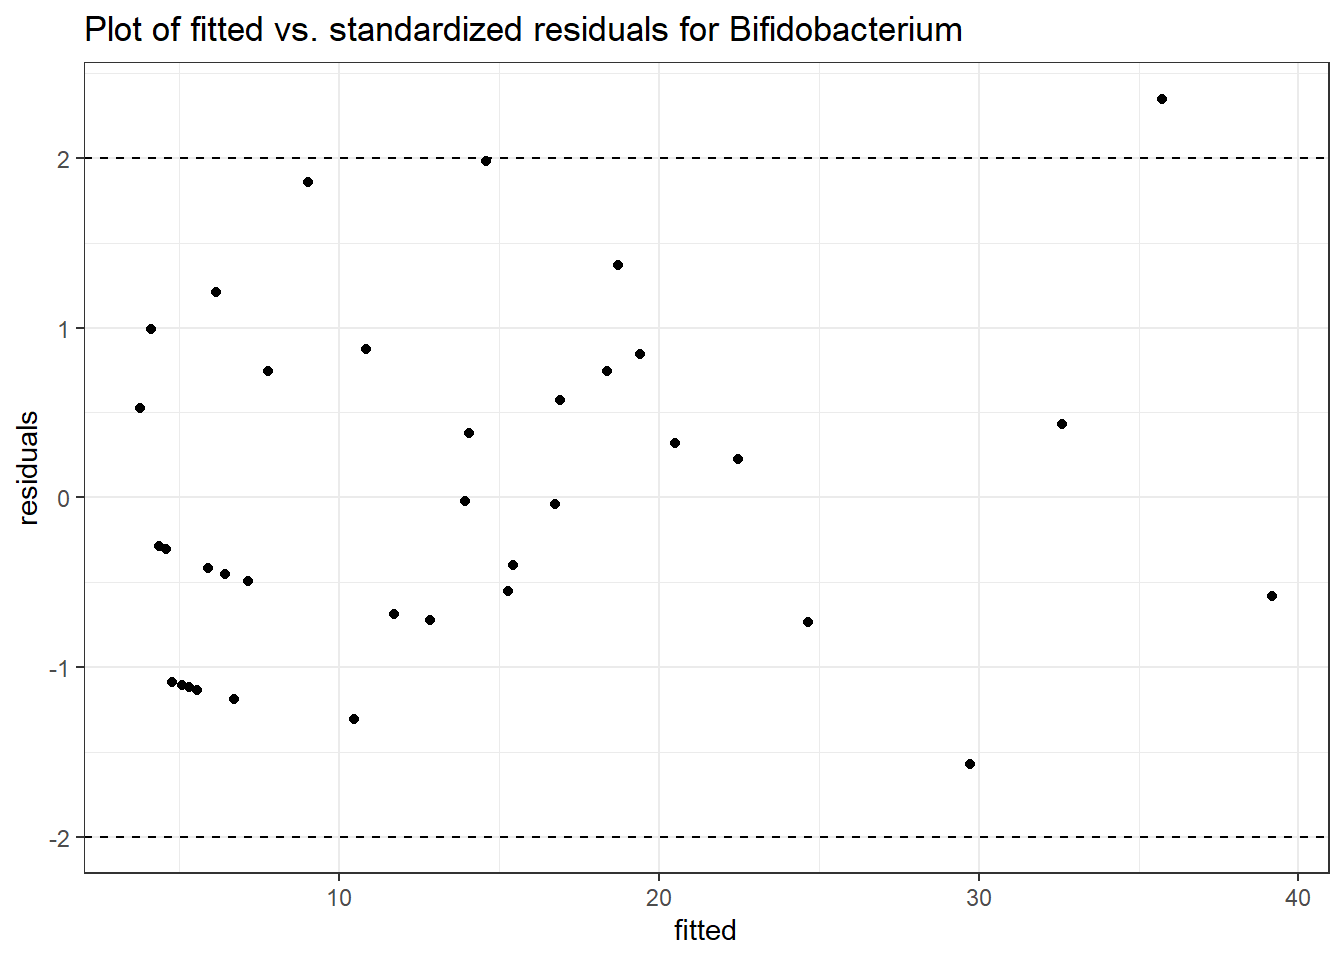 Plot of fitted vs. standardized residuals for Bifidobacterium
2
1
0
-1
-2
residuals
10 20 30 40
fitted